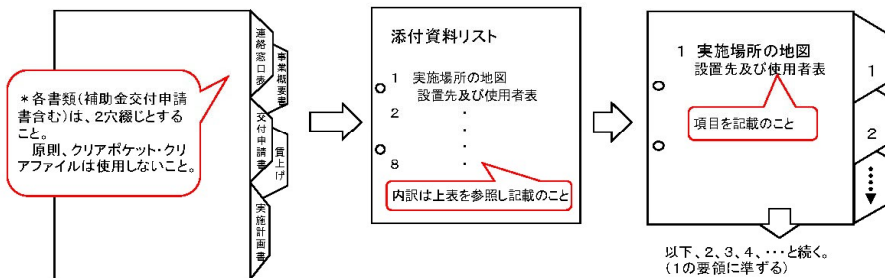 ＊各書類（補助金交付申請
書含む）は、２穴綴じとする
こと。
原則、クリアポケット・クリ
アファイルは使用しないこと。
連絡窓口表
事業概要書
交付申請書
賃上げ
実施計画書
添付資料リスト
１　実施場所の地図
設置先及び使用者表
２　・
・
・
８　・
内訳は上表を参照し記載のこと
１　実施場所の地図
設置先及び使用者表
項目を記載のこと
１
２
以下、２、３、４、・・・と続く。
（１の要領に準ずる）